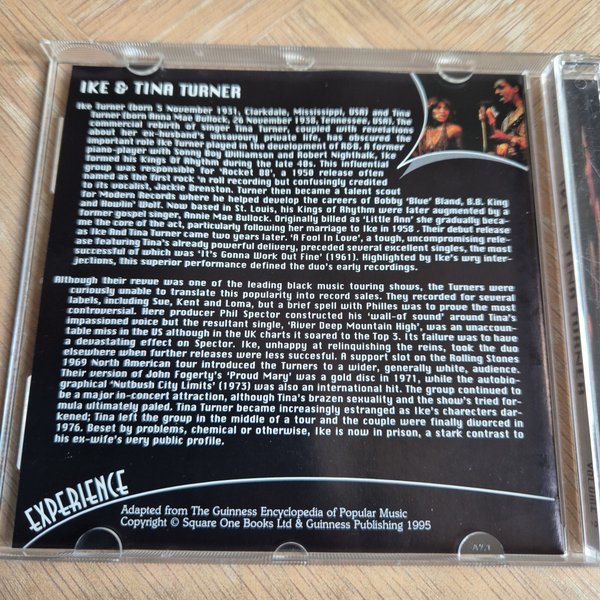 IKE & TINA TURNER
Ike Turner (born 5 November 1931, Clarkdale, Mississippi, USA) and Tina
Turner (born Anna Mae Bullock, 26 November 1938, Tennessee, USA). The
commercial rebirth of singer Tina Turner, coupled with revelations
about her ex-husband's unsavoury private life, has obscured the
important role Ike Turner played in the development of R&B. A former
piano-player with Sonny Boy Williamson and Robert Nighthalk, Ike
formed his Kings Of Rhythm during the late 40s. This influential
group was responsible for 'Rocket 88', a 1950 release often
named as the first rock 'n roll recording but confusingly credited
to its vocalist, Jackie Brenston. Turner then became a talent scout
for Modern Records where he helped develop the careers of Bobby 'Blue' Bland, B.B. King
and Howlin' Wolf. Now based in St. Louis, his Kings of Rhythm were later augmented by a
former gospel singer, Annie Mae Bullock. Originally billed as 'Little Ann' she gradually beca-
me the core of the act, particularly following her marriage to Ike in 1958 . Their debut release
as Ike And Tina Turner came two years later. 'A Fool In Love', a tough, uncompromising rele-
ase featuring Tina's already powerful delivery, preceded several excellent singles, the most
successful of which was 'It's Gonna Work Out Fine' (1961). Highlighted by Ike's wry inter-
jections, this superior performance defined the duo's early recordings.
Although their revue was one of the leading black music touring shows, the Turners were
curiously unable to translate this popularity into record sales. They recorded for several
labels, including Sue, Kent and Loma, but a brief spell with Philles was to prove the most
controversial. Here producer Phil Spector constructed his 'wall-of sound' around Tina's
impassioned voice but the resultant single, 'River Deep Mountain High', was an unaccoun-
table miss in the US although in the UK charts it soared to the Top 3. Its failure was to have
a devastating effect on Spector. Ike, unhappy at relinquishing the reins, took the duo
elsewhere when further releases were less succesful. A support slot on the Rolling Stones
1969 North American tour introduced the Turners to a wider, generally white, audience.
Their version of John Fogerty's 'Proud Mary' was a gold disc in 1971, while the autobio-
graphical 'Nutbush City Limits' (1973) was also an international hit. The group continued to
be a major in-concert attraction, although Tina's brazen sexuality and the show's tried for-
mula ultimately paled. Tina Turner became increasingly estranged as Ike's charecters dar-
kened; Tina left the group in the middle of a tour and the couple were finally divorced in
1976. Beset by problems, chemical or otherwise, Ike is now in prison, a stark contrast to
his ex-wife's very public profile.
EXPERIENCE
Adapted from The Guinness Encyclopedia of Popular Music
Copyright © Square One Books Ltd & Guinness Publishing 1995